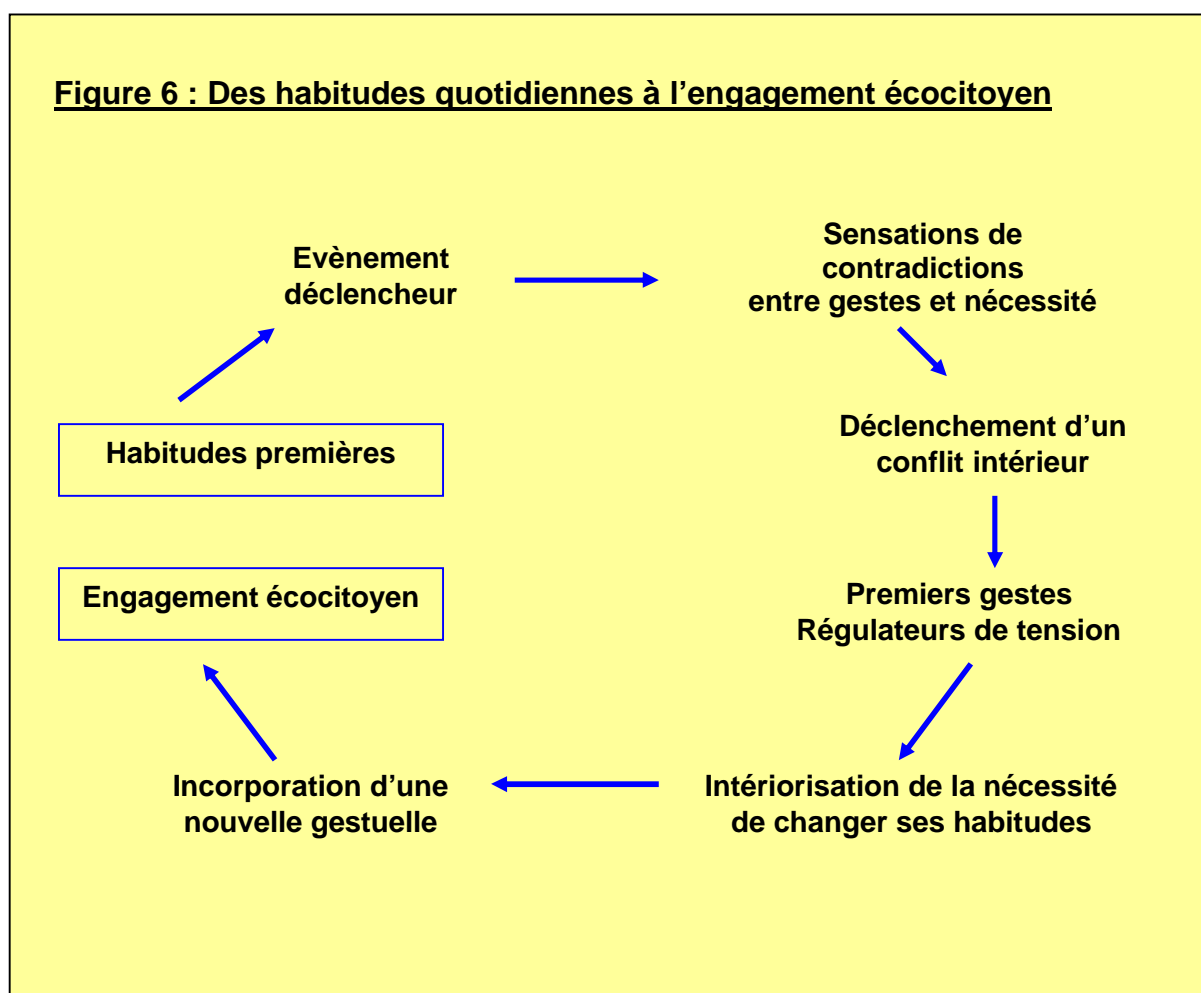 Figure 6 : Des habitudes quotidiennes à l’engagement écocitoyen
Evènement
déclencheur
Sensations de
contradictions
entre gestes et nécessité
Habitudes premières
Déclenchement d’un
conflit intérieur
Engagement écocitoyen
Premiers gestes
Régulateurs de tension
Incorporation d’une
nouvelle gestuelle
Intériorisation de la nécessité
de changer ses habitudes